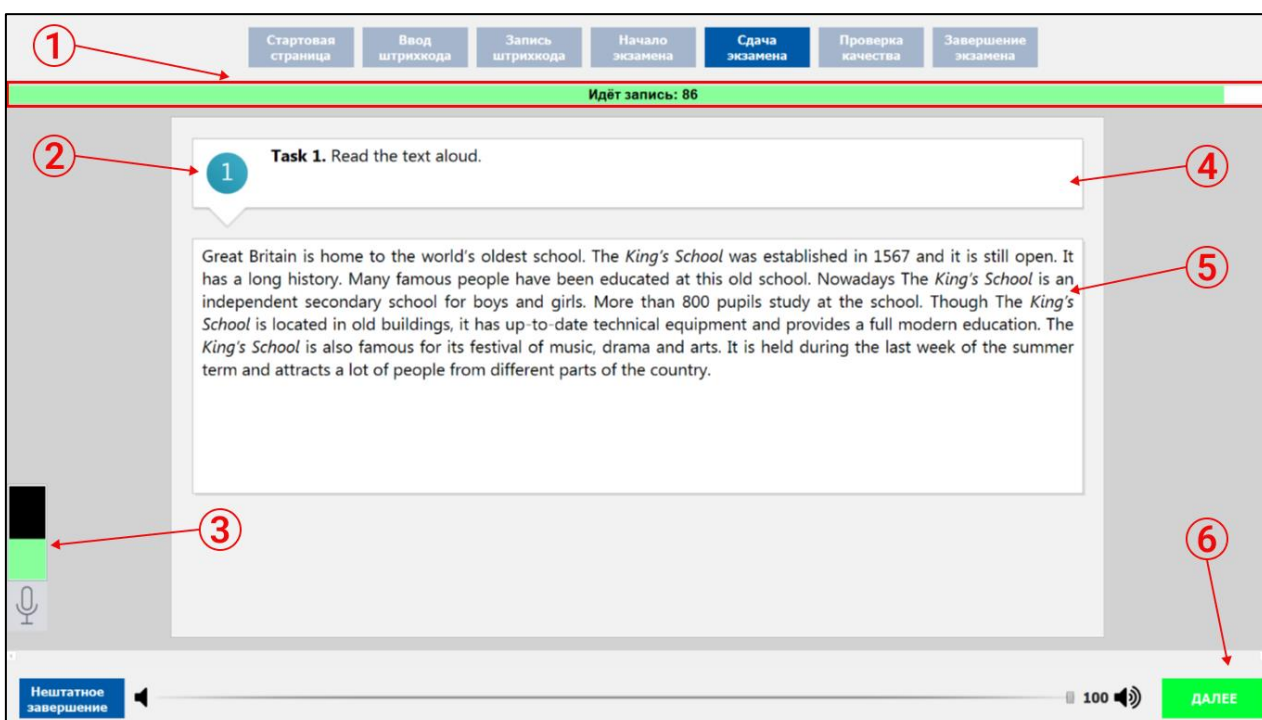 1
Стартовая страница
Ввод штрихкода
Запись штрихкода
Начало экзамена
Сдача экзамена
Проверка качества
Завершение экзамена
Идёт запись: 86
2
1
Task 1. Read the text aloud.
4
Great Britain is home to the world's oldest school. The King's School was established in 1567 and it is still open. It
has a long history. Many famous people have been educated at this old school. Nowadays The King's School is an
independent secondary school for boys and girls. More than 800 pupils study at the school. Though The King's
School is located in old buildings, it has up-to-date technical equipment and provides a full modern education. The
King's School is also famous for its festival of music, drama and arts. It is held during the last week of the summer
term and attracts a lot of people from different parts of the country.
5
3
6
Нештатное
завершение
100
ДАЛЕЕ